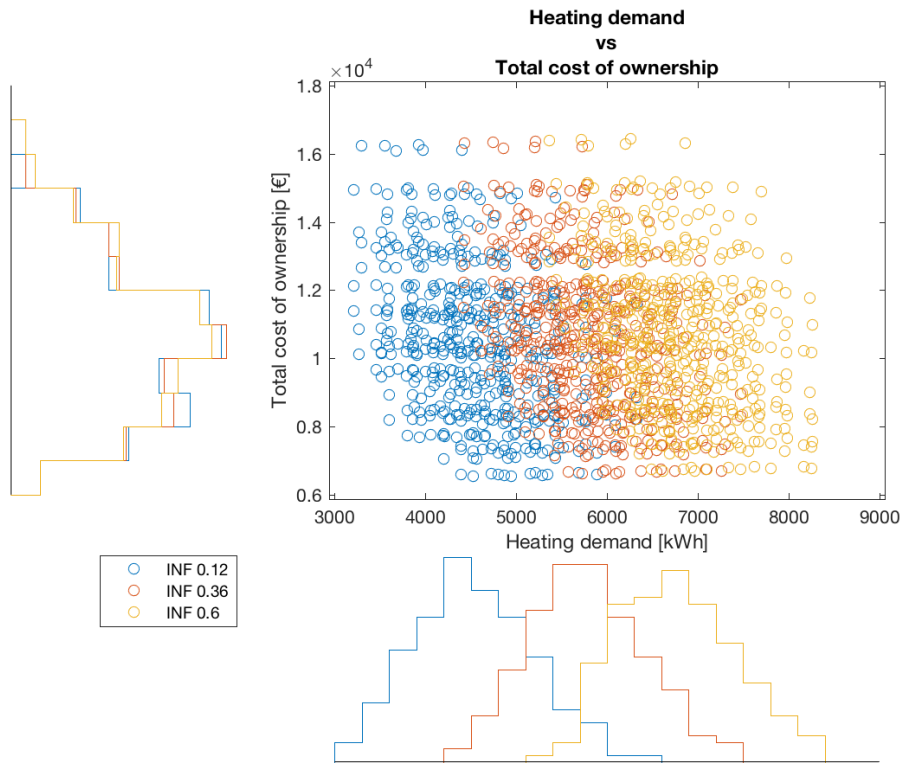 Heating demand
vs
Total cost of ownership
×10⁴
1.8
1.6
1.4
1.2
1
0.8
0.6
Total cost of ownership [€]
3000 4000 5000 6000 7000 8000 9000
Heating demand [kWh]
INF 0.12
INF 0.36
INF 0.6